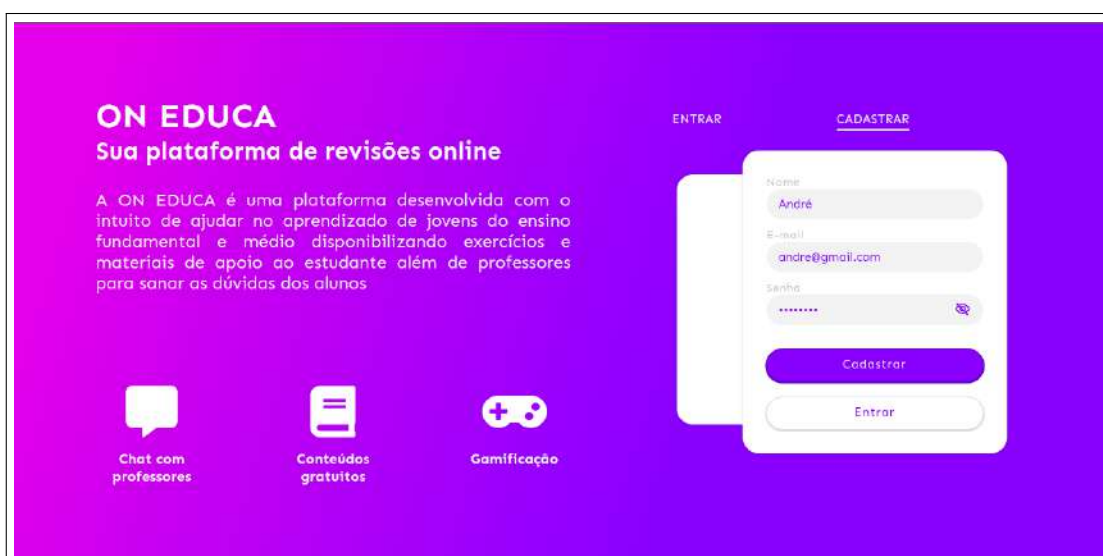 ON EDUCA
Sua plataforma de revisões online
A ON EDUCA é uma plataforma desenvolvida com o
intuito de ajudar no aprendizado de jovens do ensino
fundamental e médio disponibilizando exercícios e
materiais de apoio ao estudante além de professores
para sanar as dúvidas dos alunos
Chat com
professores
Conteúdos
gratuitos
Gamificação
ENTRAR
CADASTRAR
Nome
André
E-mail
andre@gmail.com
Senha
••••••••
Cadastrar
Entrar